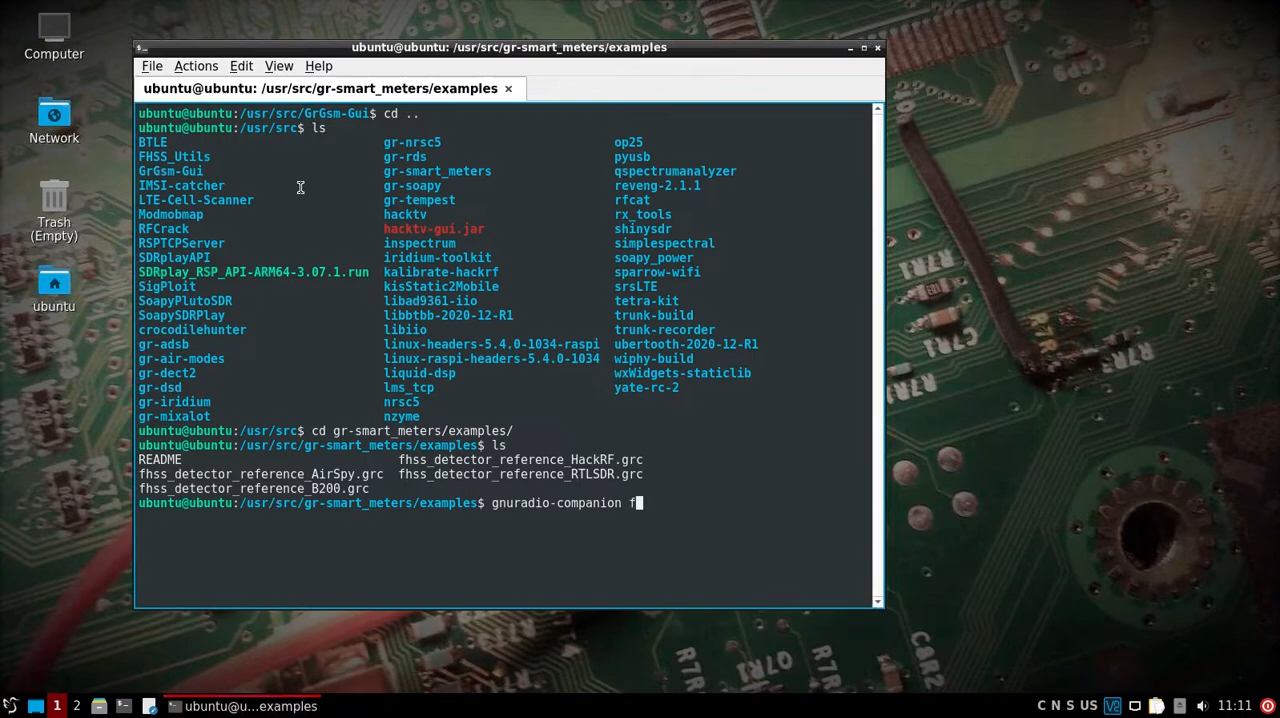 Computer
Network
Trash
(Empty)
ubuntu
ubuntu@ubuntu: /usr/src/gr-smart_meters/examples
File Actions Edit View Help
ubuntu@ubuntu: /usr/src/gr-smart_meters/examples ×
ubuntu@ubuntu:/usr/src/GrGsm-Gui$ cd ..
ubuntu@ubuntu:/usr/src$ ls
BTLE gr-nrsc5 op25
FHSS_Utils gr-rds pyusb
GrGsm-Gui gr-smart_meters qspectrumanalyzer
IMSI-catcher gr-soapy reveng-2.1.1
LTE-Cell-Scanner gr-tempest rfcat
Modmobmap hacktv rx_tools
RFCrack hacktv-gui.jar shinysdr
RSPTCPServer inspectrum simplespectral
SDRplayAPI iridium-toolkit soapy_power
SDRplay_RSP_API-ARM64-3.07.1.run kalibrate-hackrf sparrow-wifi
SigPloit kisStatic2Mobile srsLTE
SoapyPlutoSDR libad9361-iio tetra-kit
SoapySDRPlay libbtbb-2020-12-R1 trunk-build
crocodilehunter libiio trunk-recorder
gr-adsb linux-headers-5.4.0-1034-raspi ubertooth-2020-12-R1
gr-air-modes linux-raspi-headers-5.4.0-1034 wiphy-build
gr-dect2 liquid-dsp wxWidgets-staticlib
gr-dsd lms_tcp yate-rc-2
gr-iridium nrsc5
gr-mixalot nzyme
ubuntu@ubuntu:/usr/src$ cd gr-smart_meters/examples/
ubuntu@ubuntu:/usr/src/gr-smart_meters/examples$ ls
README fhss_detector_reference_HackRF.grc
fhss_detector_reference_AirSpy.grc fhss_detector_reference_RTLSDR.grc
fhss_detector_reference_B200.grc
ubuntu@ubuntu:/usr/src/gr-smart_meters/examples$ gnuradio-companion f
R7R1
C7R1
R7R1
R7R
07R1
R7R
C8R2
1 2 ubuntu@u...examples C N S US 11:11